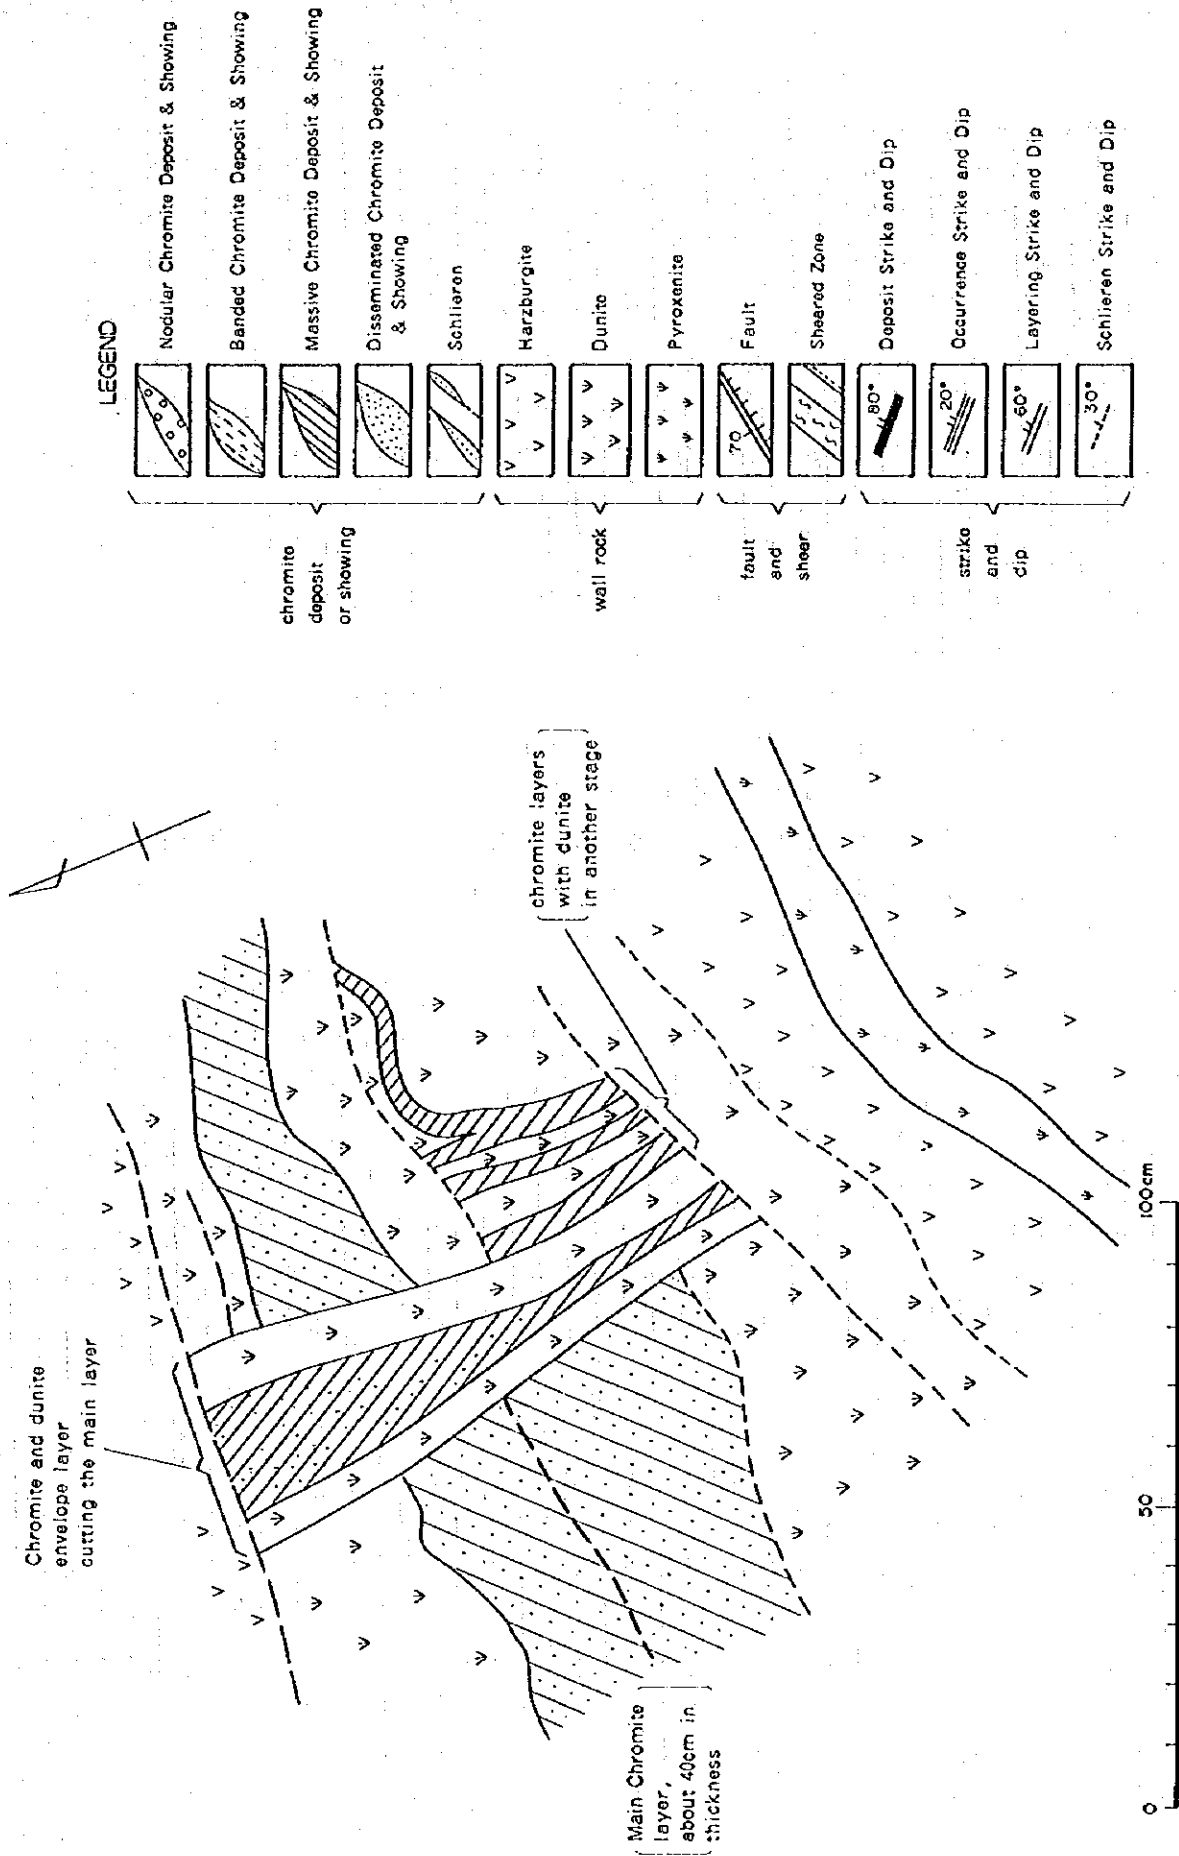 LEGEND
Nodular Chromite Deposit & Showing
Banded Chromite Deposit & Showing
Massive Chromite Deposit & Showing
Disseminated Chromite Deposit
& Showing
Schlieren
chromite
deposit
or showing
Harzburgite
Dunite
Pyroxenite
wall rock
70
Fault
Sheared Zone
fault
and
shear
80°
Deposit Strike and Dip
20°
Occurrence Strike and Dip
60°
Layering Strike and Dip
30°
Schlieren Strike and Dip
strike
and
dip
Chromite and dunite
envelope layer
cutting the main layer
chromite layers
with dunite
in another stage
Main Chromite
layer,
about 40cm in
thickness
0
50
100cm